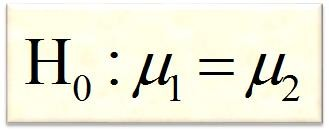 H₀ : μ₁ = μ₂